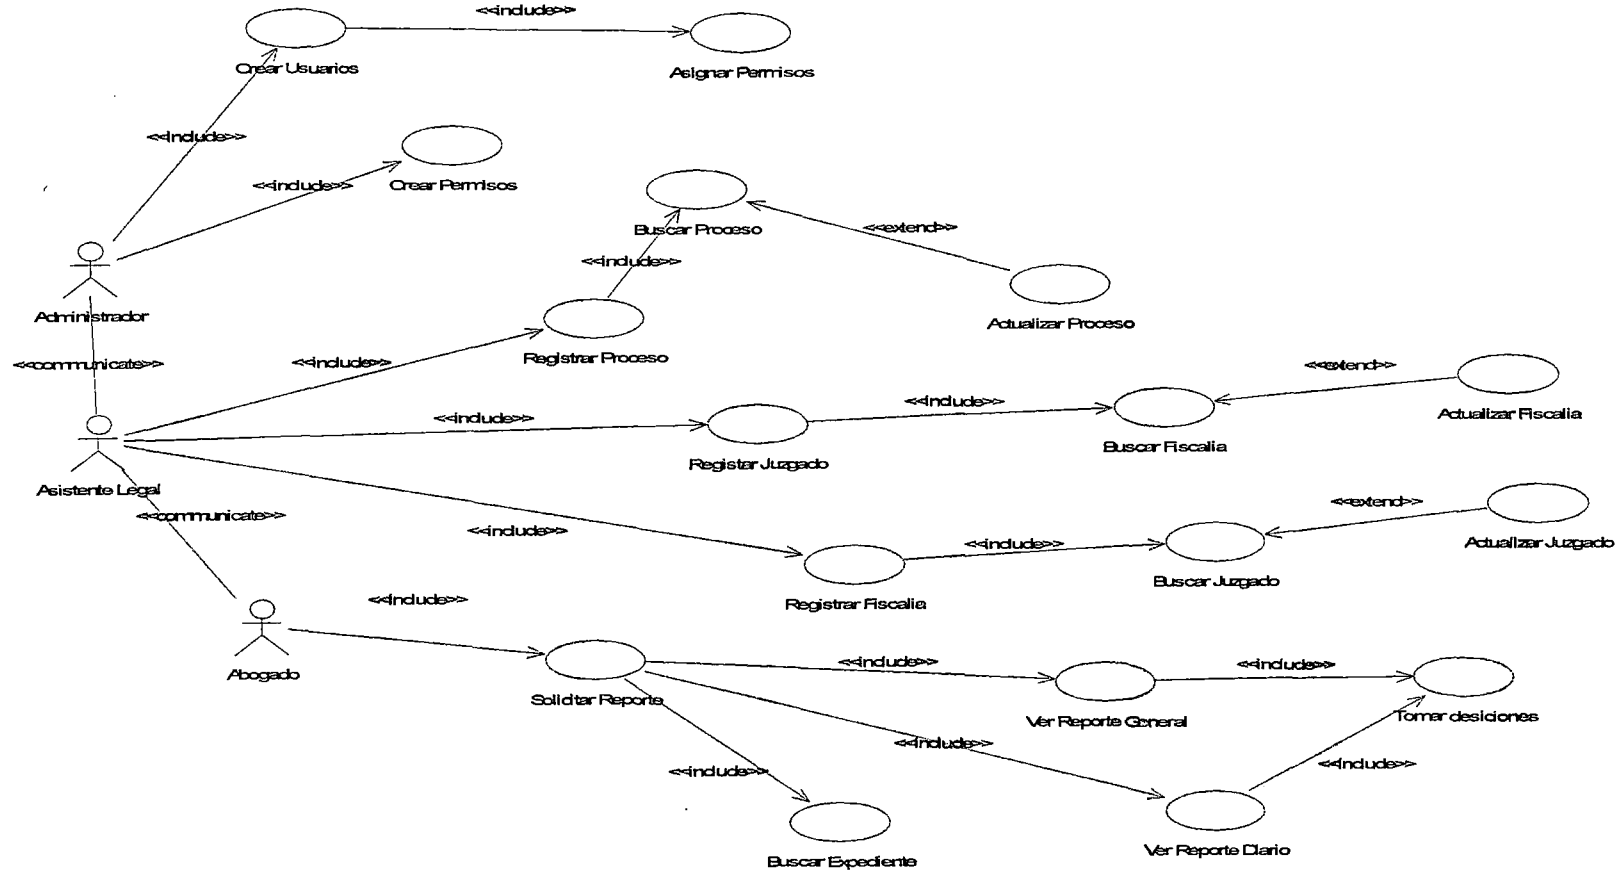 <<include>>
Crear Usuarios
Asignar Permisos
<<include>>
<<include>>
Crear Permisos
Buscar Proceso
<<extend>>
<<include>>
Administrador
Actualizar Proceso
Registrar Proceso
<<communicate>>
<<include>>
<<extend>>
<<include>>
<<include>>
Actualizar Fiscalia
Buscar Fiscalia
Registar Juzgado
Asistente Legal
<<extend>>
<<communicate>>
<<include>>
<<include>>
Actualizar Juzgado
Buscar Juzgado
<<include>>
Registrar Fiscalia
<<include>>
<<include>>
Abogado
Solicitar Reporte
Ver Reporte General
Tomar desiciones
<<include>>
<<include>>
<<include>>
Ver Reporte Diario
Buscar Expediente